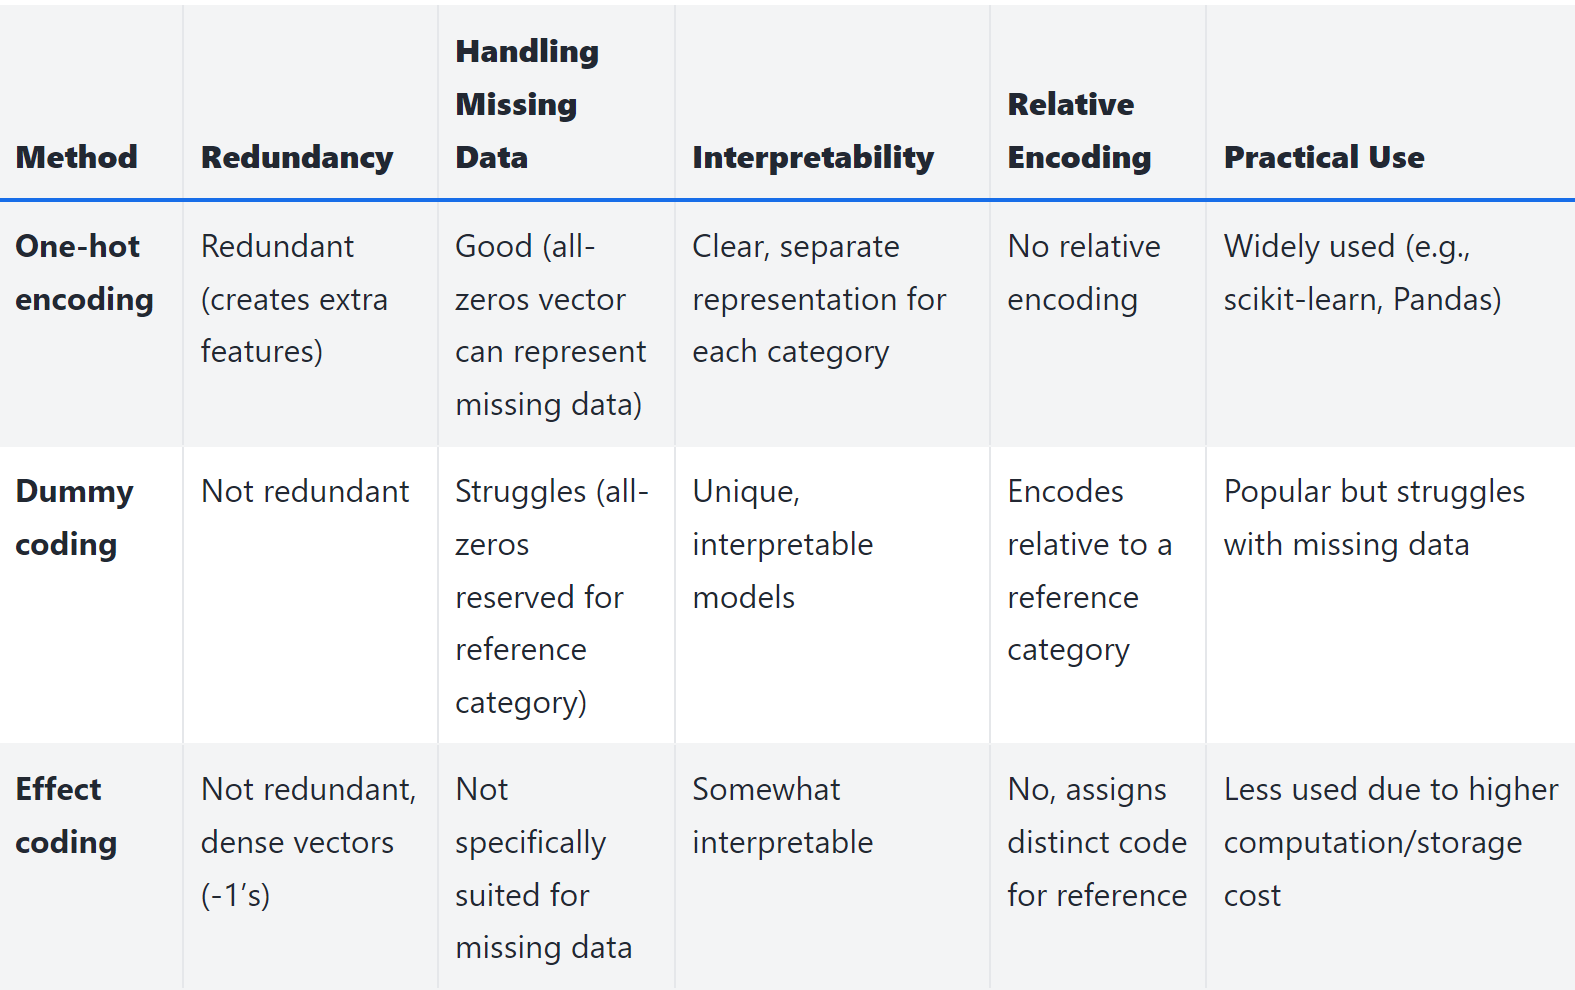 Method
Redundancy
Handling
Missing
Data
Interpretability
Relative
Encoding
Practical Use
One-hot
encoding
Redundant
(creates extra
features)
Good (all-
zeros vector
can represent
missing data)
Clear, separate
representation for
each category
No relative
encoding
Widely used (e.g.,
scikit-learn, Pandas)
Dummy
coding
Not redundant
Struggles (all-
zeros
reserved for
reference
category)
Unique,
interpretable
models
Encodes
relative to a
reference
category
Popular but struggles
with missing data
Effect
coding
Not redundant,
dense vectors
(-1’s)
Not
specifically
suited for
missing data
Somewhat
interpretable
No, assigns
distinct code
for reference
Less used due to higher
computation/storage
cost